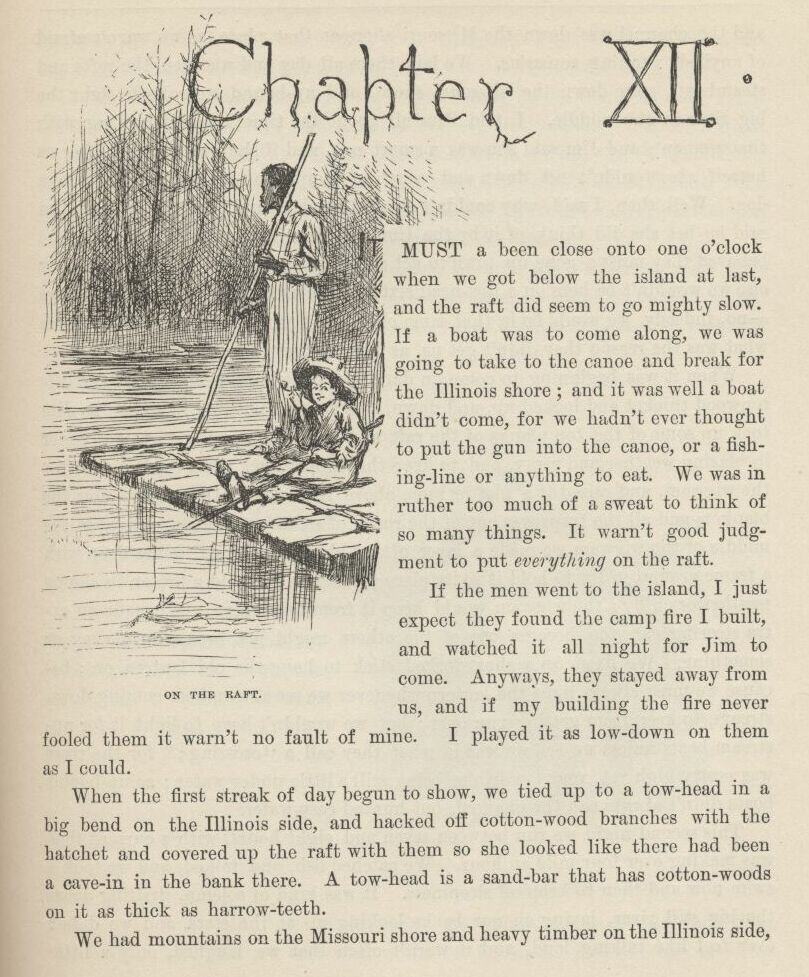 Chapter XII.
IT MUST a been close onto one o'clock
when we got below the island at last,
and the raft did seem to go mighty slow.
If a boat was to come along, we was
going to take to the canoe and break for
the Illinois shore; and it was well a boat
didn't come, for we hadn't ever thought
to put the gun into the canoe, or a fish-
ing-line or anything to eat. We was in
ruther too much of a sweat to think of
so many things. It warn't good judg-
ment to put everything on the raft.
If the men went to the island, I just
expect they found the camp fire I built,
and watched it all night for Jim to
come. Anyways, they stayed away from
us, and if my building the fire never
ON THE RAFT.
fooled them it warn't no fault of mine. I played it as low-down on them
as I could.
When the first streak of day begun to show, we tied up to a tow-head in a
big bend on the Illinois side, and hacked off cotton-wood branches with the
hatchet and covered up the raft with them so she looked like there had been
a cave-in in the bank there. A tow-head is a sand-bar that has cotton-woods
on it as thick as harrow-teeth.
We had mountains on the Missouri shore and heavy timber on the Illinois side,